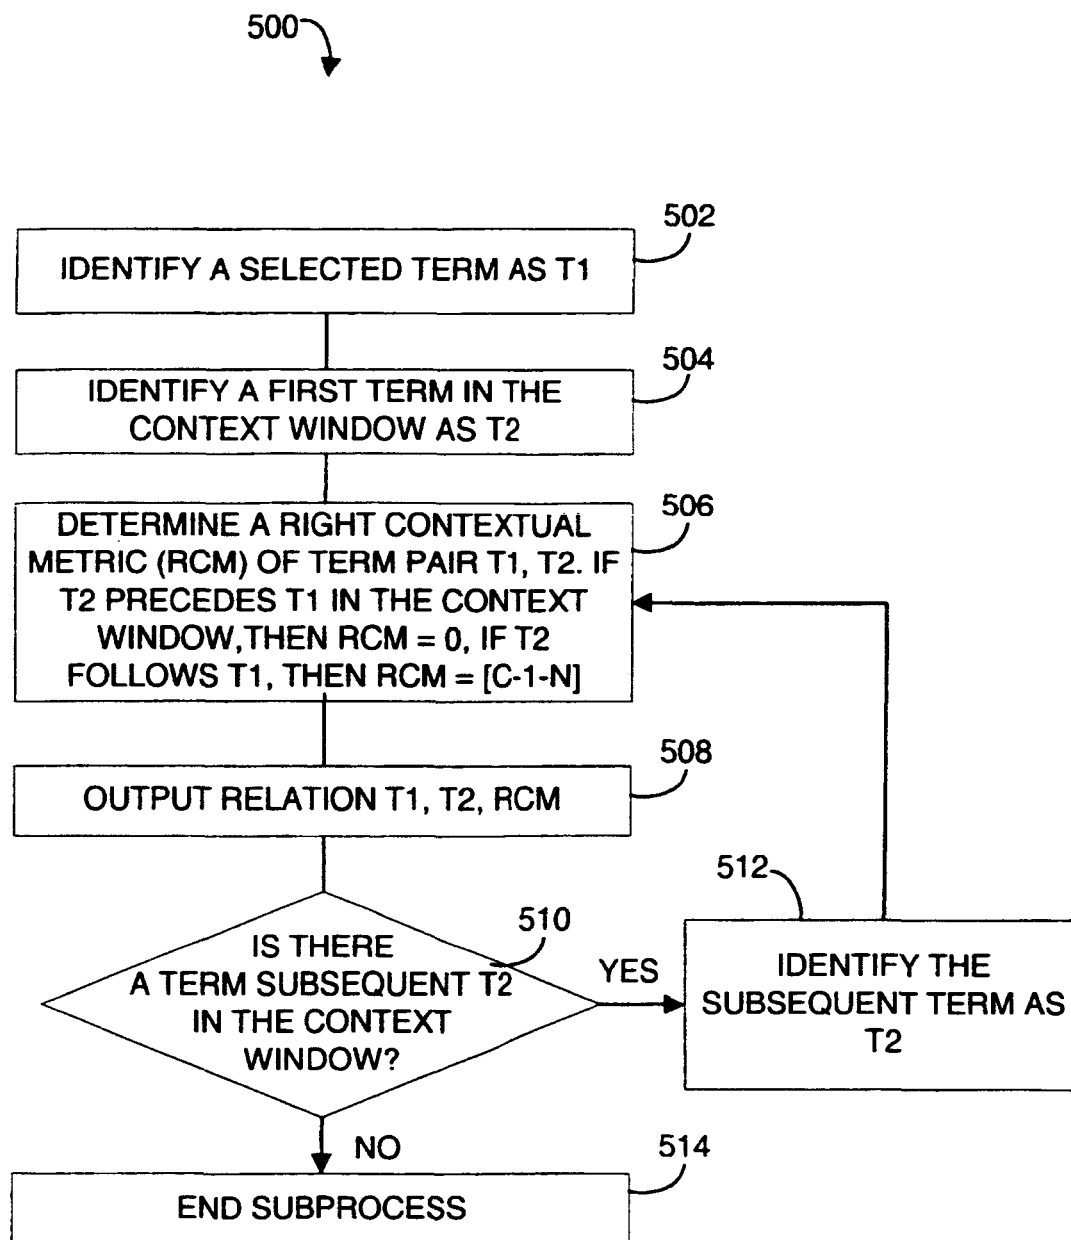 500
502
IDENTIFY A SELECTED TERM AS T1
504
IDENTIFY A FIRST TERM IN THE
CONTEXT WINDOW AS T2
506
DETERMINE A RIGHT CONTEXTUAL
METRIC (RCM) OF TERM PAIR T1, T2. IF
T2 PRECEDES T1 IN THE CONTEXT
WINDOW, THEN RCM = 0, IF T2
FOLLOWS T1, THEN RCM = [C-1-N]
508
OUTPUT RELATION T1, T2, RCM
510
IS THERE
A TERM SUBSEQUENT T2
IN THE CONTEXT
WINDOW?
YES
512
IDENTIFY THE
SUBSEQUENT TERM AS
T2
NO
514
END SUBPROCESS